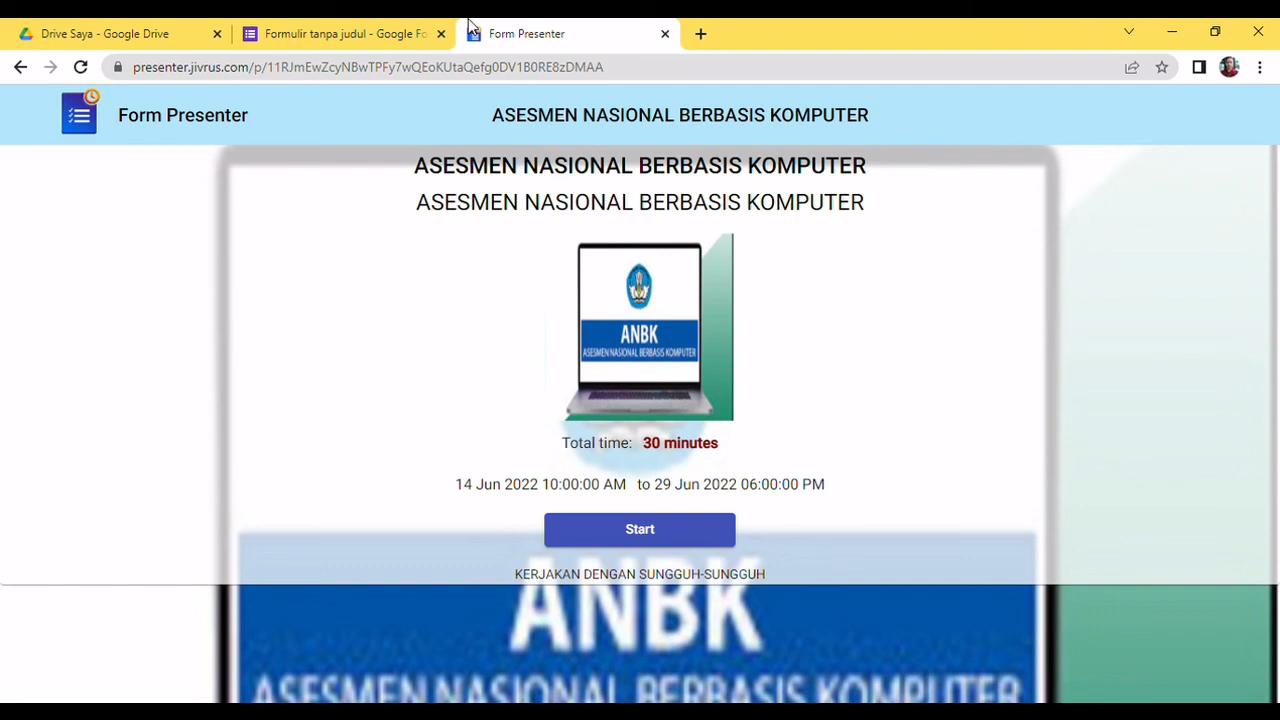 Drive Saya - Google Drive
Formulir tanpa judul - Google Fo
Form Presenter
presenter.jivrus.com/p/11RJmEwZcyNBwTPFy7wQEoKUtaQefg0DV1B0RE8zDMAA
Form Presenter
ASESMEN NASIONAL BERBASIS KOMPUTER
ASESMEN NASIONAL BERBASIS KOMPUTER
ASESMEN NASIONAL BERBASIS KOMPUTER
ANBK
ASESMEN NASIONAL BERBASIS KOMPUTER
Total time: 30 minutes
14 Jun 2022 10:00:00 AM to 29 Jun 2022 06:00:00 PM
Start
KERJAKAN DENGAN SUNGGUH-SUNGGUH
ANBK
ASESMEN NASIONAL BERBASIS KOMPUTER